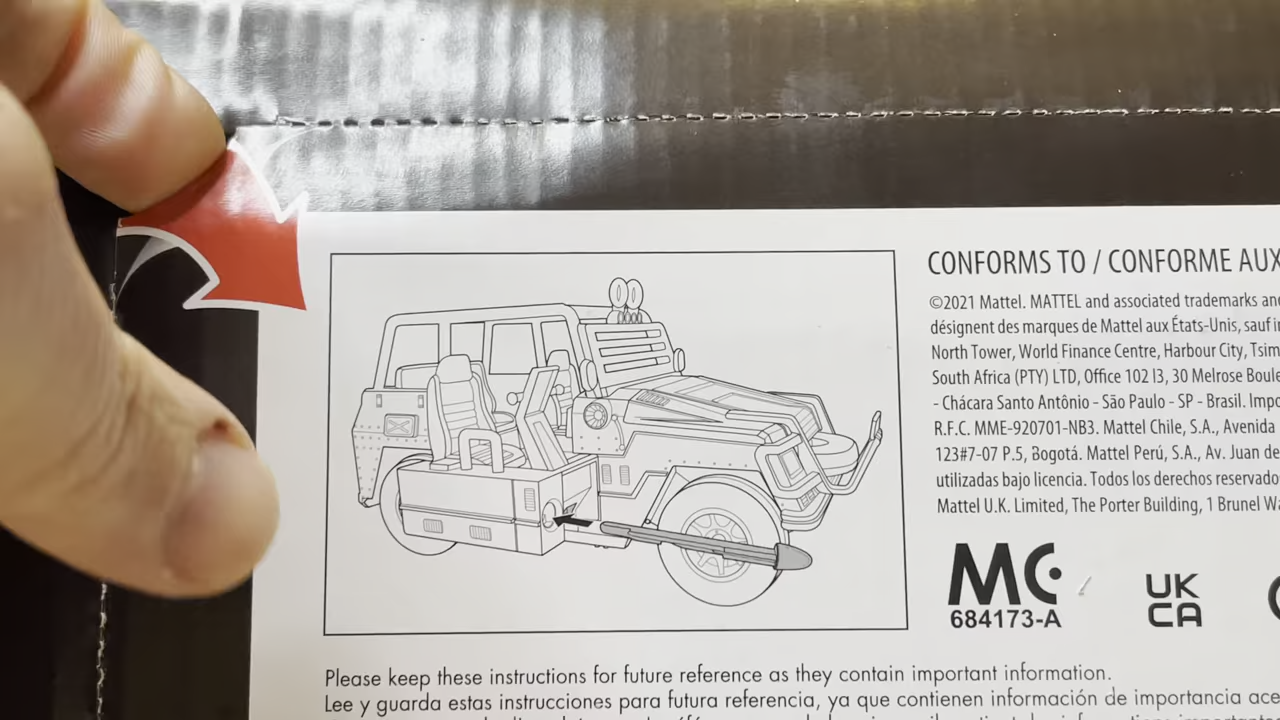 CONFORMS TO / CONFORME AUX
©2021 Mattel. MATTEL and associated trademarks and
désignent des marques de Mattel aux États-Unis, sauf i
North Tower, World Finance Centre, Harbour City, Tsim
South Africa (PTY) LTD, Office 102 I3, 30 Melrose Boule
- Chácara Santo Antônio - São Paulo - SP - Brasil. Impo
R.F.C. MME-920701-NB3. Mattel Chile, S.A., Avenida
123#7-07 P.5, Bogotá. Mattel Perú, S.A., Av. Juan de
utilizadas bajo licencia. Todos los derechos reservado
Mattel U.K. Limited, The Porter Building, 1 Brunel Wa
MC
684173-A
UK
CA
Please keep these instructions for future reference as they contain important information.
Lee y guarda estas instrucciones para futura referencia, ya que contienen información de importancia ace